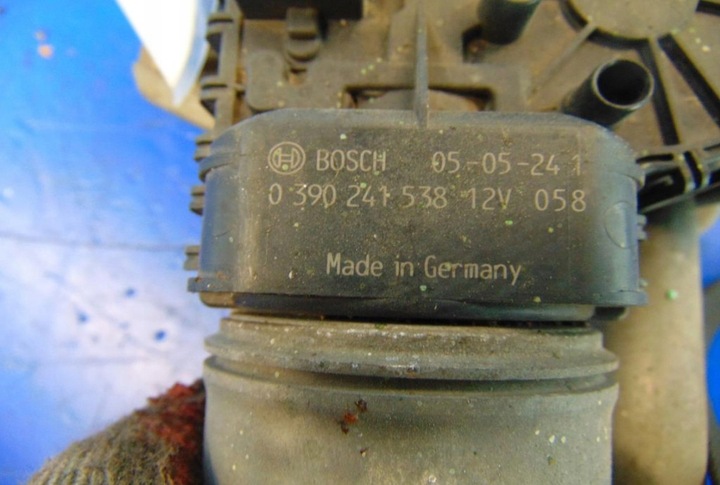 BOSCH 05-05-24 1
0 390 241 538 12V 058
Made in Germany